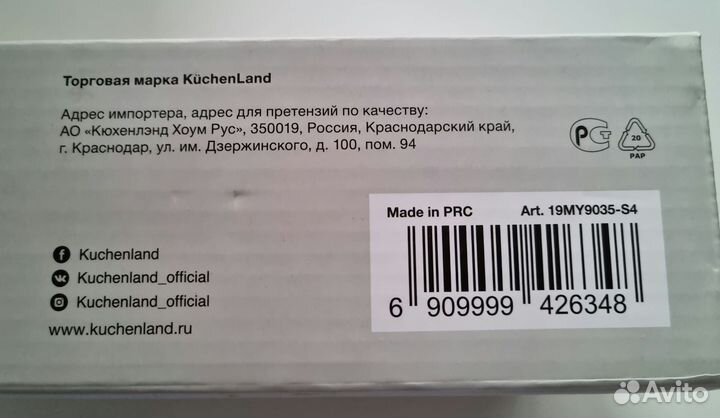 Торговая марка KüchenLand
Адрес импортера, адрес для претензий по качеству:
АО «Кюхенлэнд Хоум Рус», 350019, Россия, Краснодарский край,
г. Краснодар, ул. им. Дзержинского, д. 100, пом. 94
РСТ
20
PAP
Made in PRC Art. 19MY9035-S4
6 909999 426348
Kuchenland
Kuchenland_official
Kuchenland_official
www.kuchenland.ru
Avito